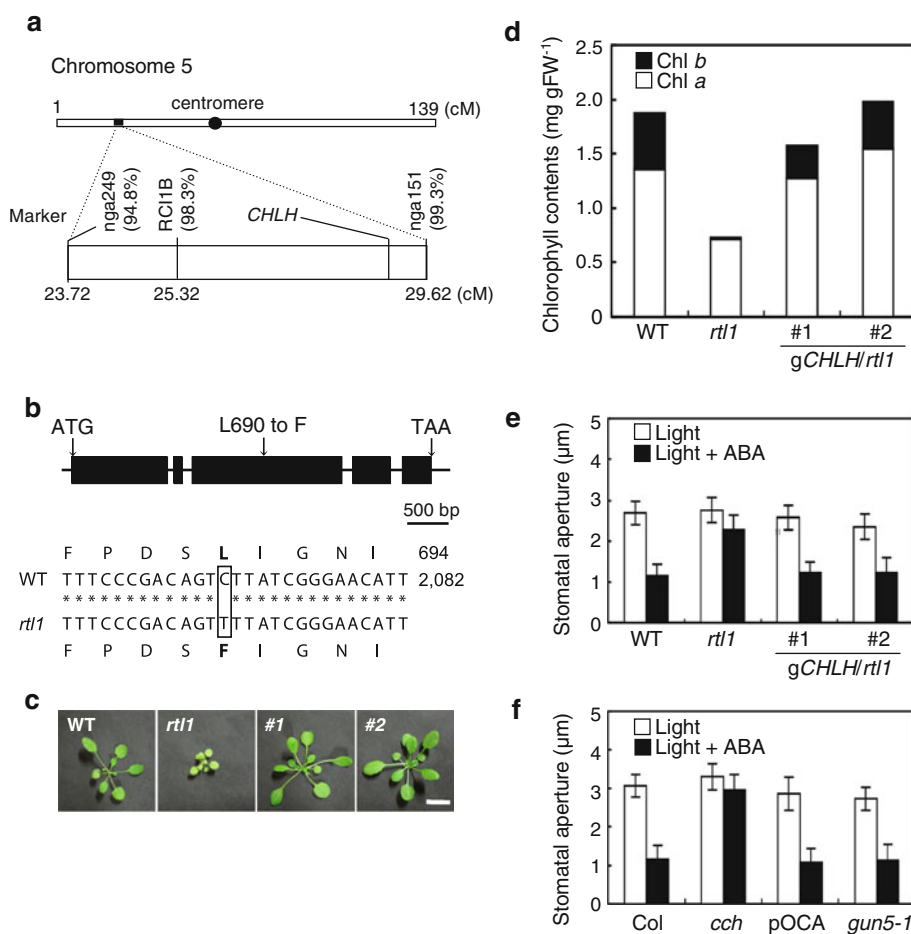 a
Chromosome 5
1 centromere 139 (cM)
Marker
nga249 (94.8%)
RCI1B (98.3%)
CHLH
nga151 (99.3%)
23.72 25.32 29.62 (cM)
b
ATG L690 to F TAA
500 bp
F P D S L I G N I 694
WT TTTCCCGACAGTCTTATCGGGAACATT 2,082
***************************
rtl1 TTTCCCGACAGTTTTATCGGGAACATT
F P D S F I G N I
c
WT rtl1 #1 #2
d
Chlorophyll contents (mg gFW-1)
2.5
2.0
1.5
1.0
0.5
0
Chl b
Chl a
WT rtl1 #1 #2
gCHLH/rtl1
e
Stomatal aperture (µm)
5
4
3
2
1
0
Light
Light + ABA
WT rtl1 #1 #2
gCHLH/rtl1
f
Stomatal aperture (µm)
5
4
3
2
1
0
Light
Light + ABA
Col cch pOCA gun5-1